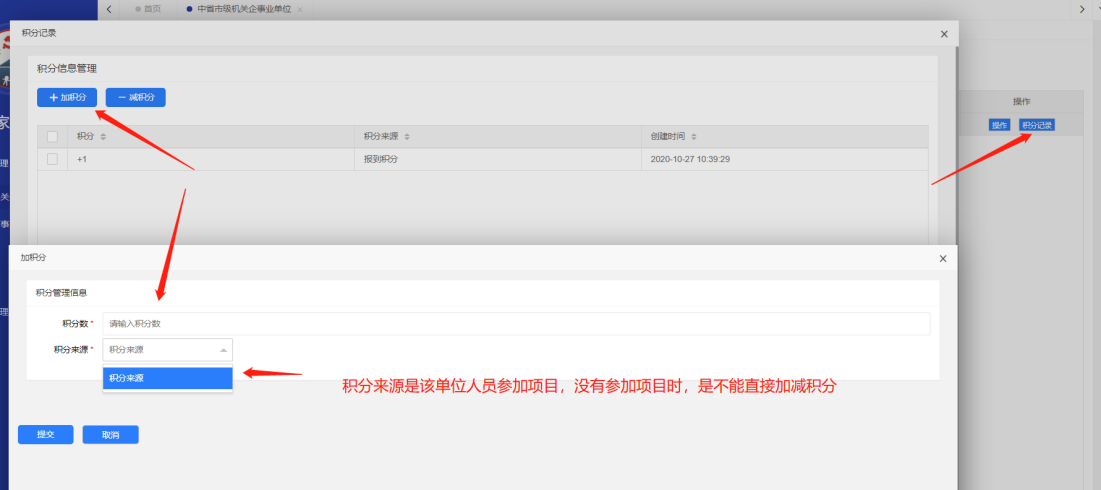 首页
中省市级机关企事业单位
积分记录
积分信息管理
+ 加积分
- 减积分
操作
积分
积分来源
创建时间
操作
积分记录
+1
报到积分
2020-10-27 10:39:29
家
理
关
事
加积分
积分管理信息
理
积分数 *
请输入积分数
积分来源 *
积分来源
积分来源
积分来源是该单位人员参加项目，没有参加项目时，是不能直接加减积分
提交
取消